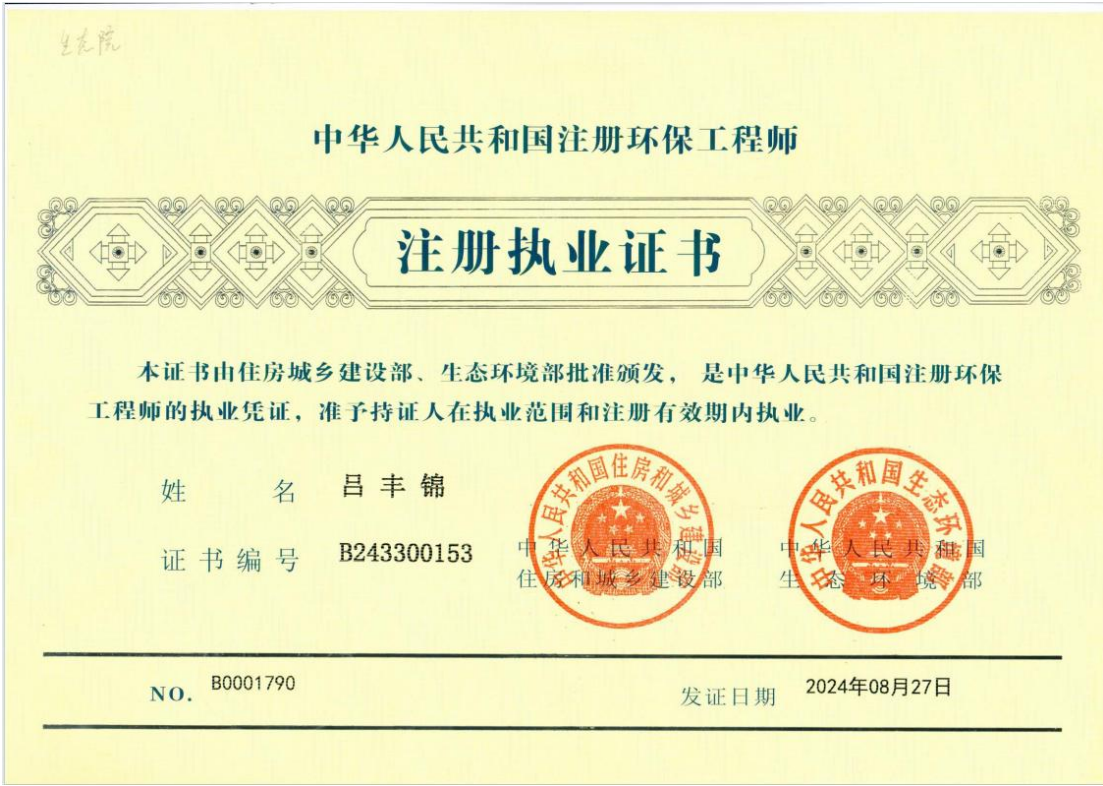 中华人民共和国注册环保工程师
注册执业证书
本证书由住房城乡建设部、生态环境部批准颁发， 是中华人民共和国注册环保
工程师的执业凭证，准予持证人在执业范围和注册有效期内执业。
姓 名 吕丰锦
证书编号 B243300153
中华人民共和国住房和城乡建设部
中华人民共和国生态环境部
中华人民共和国
住房和城乡建设部
中华人民共和国
生态环境部
NO. B0001790
发证日期 2024年08月27日